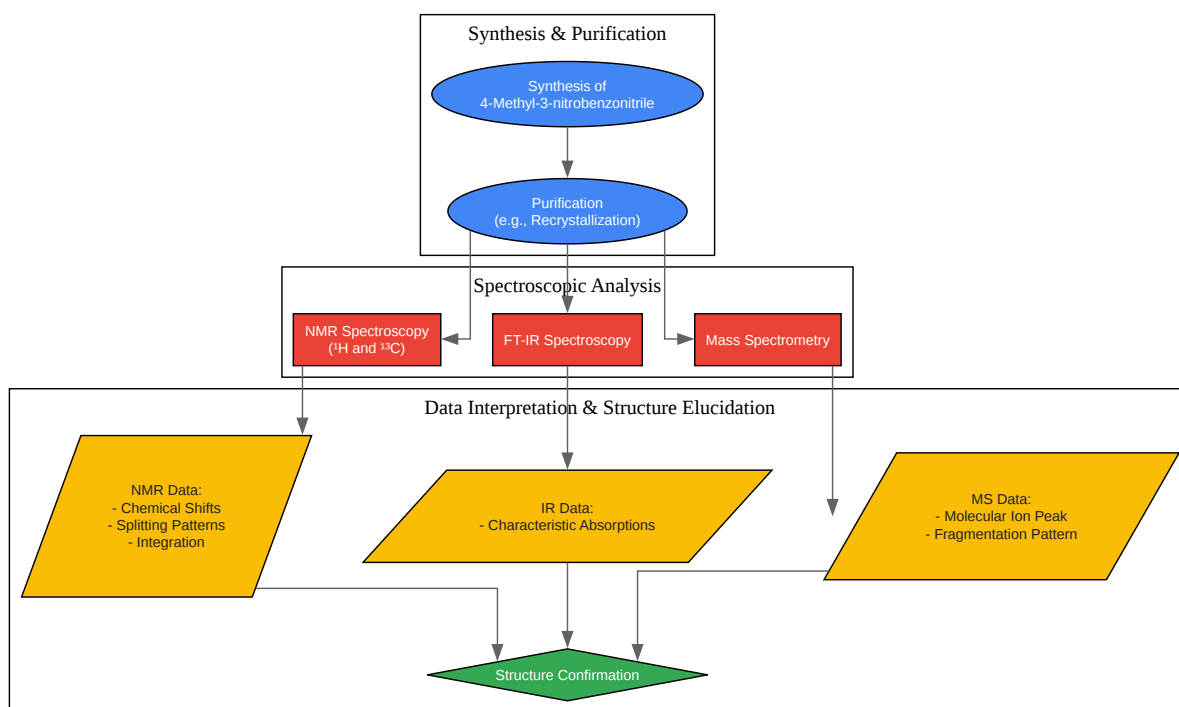 Synthesis & Purification
Synthesis of
4-Methyl-3-nitrobenzonitrile
Purification
(e.g., Recrystallization)
Spectroscopic Analysis
NMR Spectroscopy
(¹H and ¹³C)
FT-IR Spectroscopy
Mass Spectrometry
Data Interpretation & Structure Elucidation
NMR Data:
- Chemical Shifts
- Splitting Patterns
- Integration
IR Data:
- Characteristic Absorptions
MS Data:
- Molecular Ion Peak
- Fragmentation Pattern
Structure Confirmation